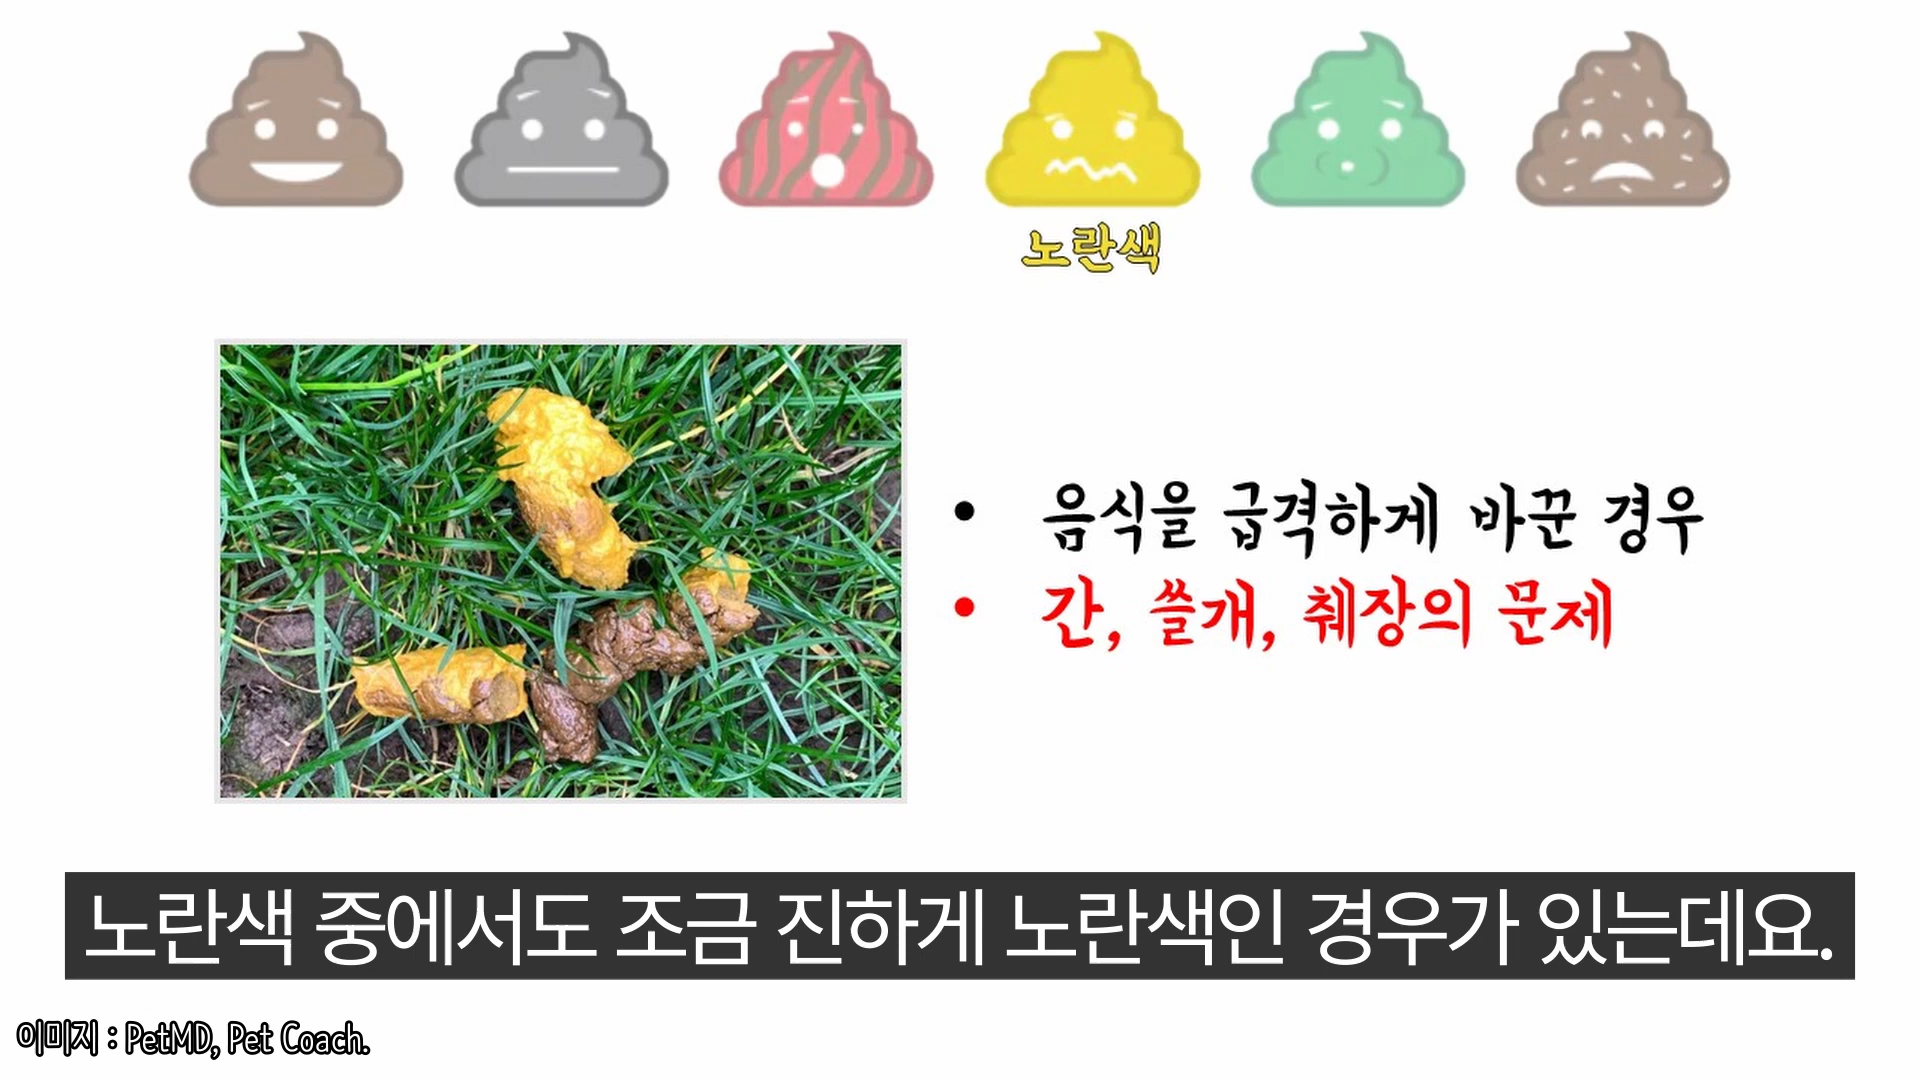 노란색
• 음식을 급격하게 바꾼 경우
• 간, 쓸개, 췌장의 문제
노란색 중에서도 조금 진하게 노란색인 경우가 있는데요.
이미지 : PetMD, Pet Coach.